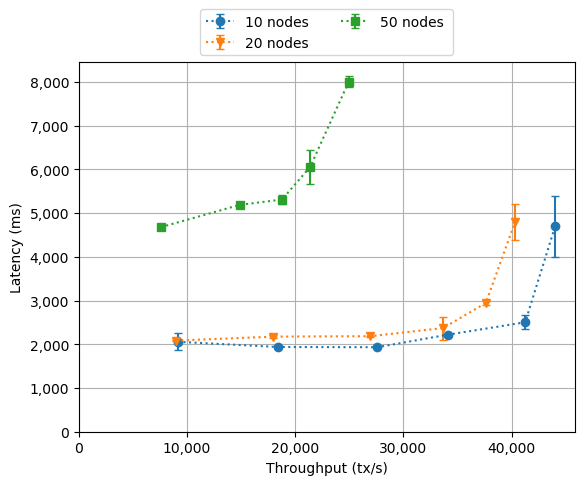 10 nodes
20 nodes
50 nodes
8,000
7,000
6,000
5,000
4,000
3,000
2,000
1,000
0
Latency (ms)
0
10,000
20,000
30,000
40,000
Throughput (tx/s)